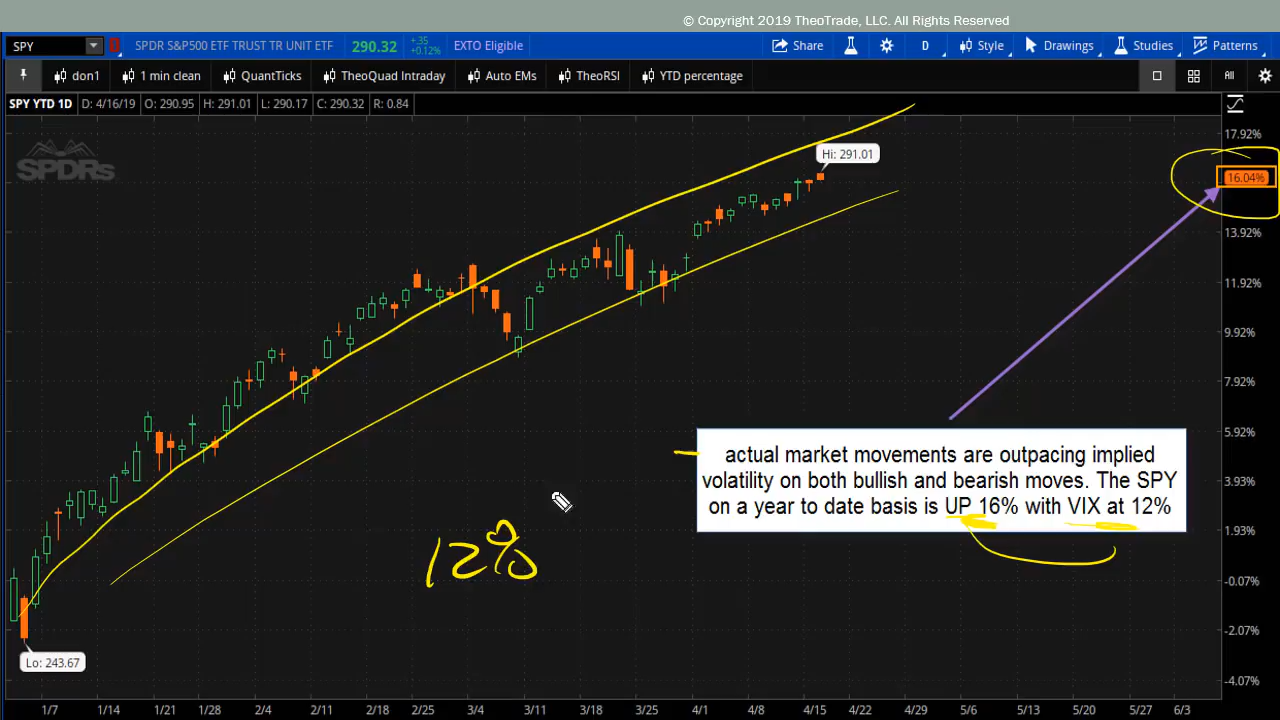 © Copyright 2019 TheoTrade, LLC. All Rights Reserved
SPY SPDR S&P500 ETF TRUST TR UNIT ETF 290.32 +.35 +0.12% EXTO Eligible Share D Style Drawings Studies Patterns
don1 1 min clean QuantTicks TheoQuad Intraday Auto EMs TheoRSI YTD percentage All
SPY YTD 1D D: 4/16/19 O: 290.95 H: 291.01 L: 290.17 C: 290.32 R: 0.84
SPDRs
Hi: 291.01
17.92%
16.04%
13.92%
11.92%
9.92%
7.92%
5.92%
3.93%
1.93%
-0.07%
-2.07%
-4.07%
actual market movements are outpacing implied
volatility on both bullish and bearish moves. The SPY
on a year to date basis is UP 16% with VIX at 12%
12%
Lo: 243.67
1/7 1/14 1/21 1/28 2/4 2/11 2/18 2/25 3/4 3/11 3/18 3/25 4/1 4/8 4/15 4/22 4/29 5/6 5/13 5/20 5/27 6/3